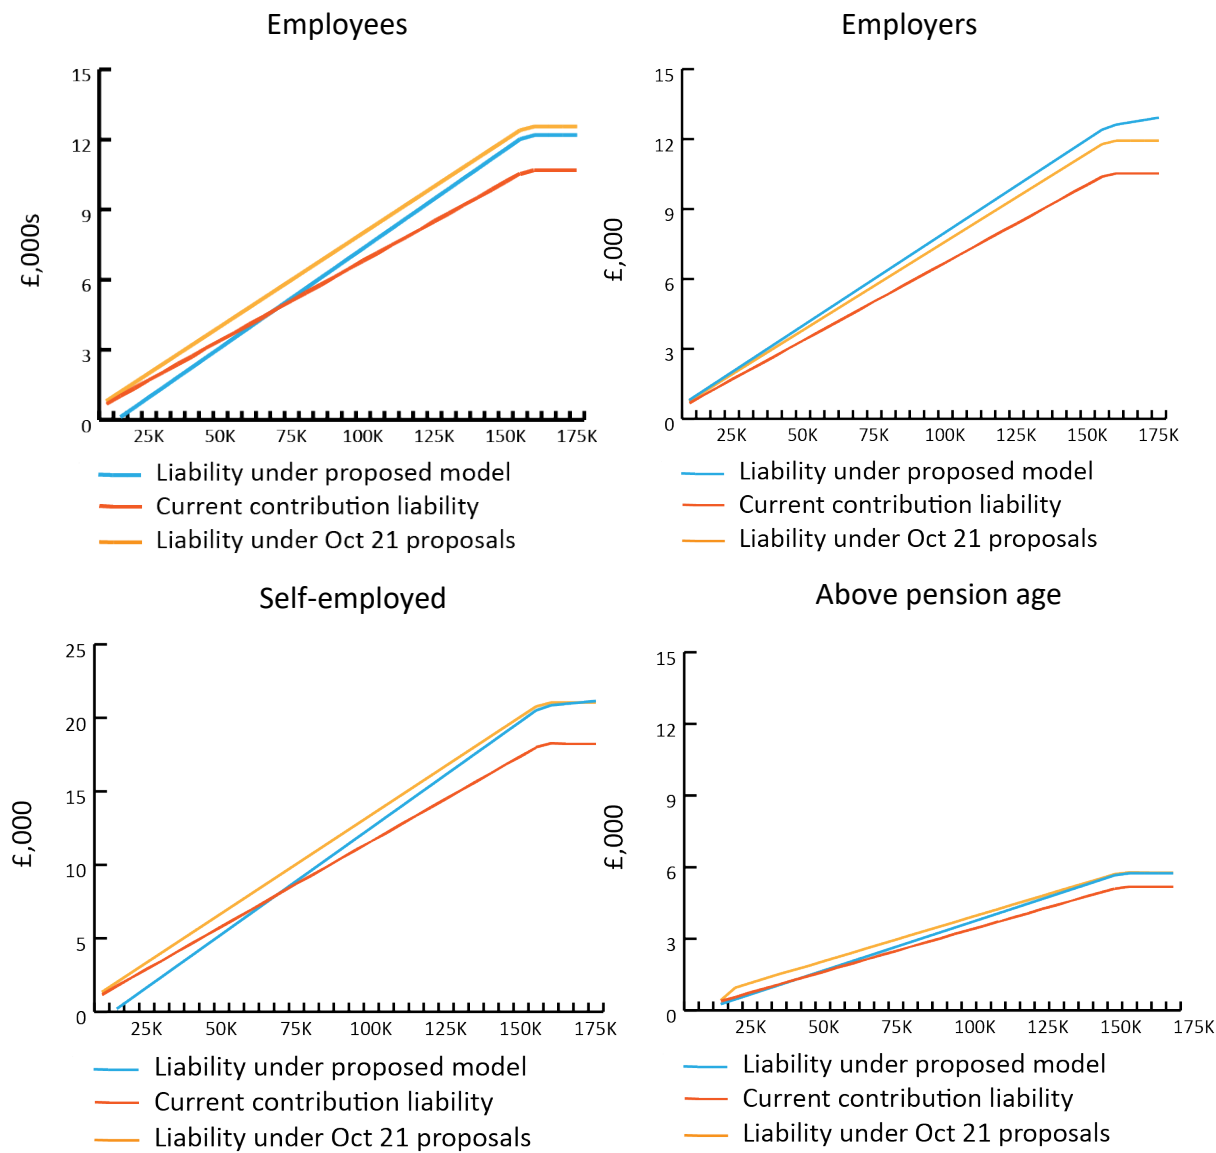 Employees
15
12
9
6
3
0
£,000s
25K 50K 75K 100K 125K 150K 175K
Liability under proposed model
Current contribution liability
Liability under Oct 21 proposals
Employers
15
12
9
6
3
0
£,000
25K 50K 75K 100K 125K 150K 175K
Liability under proposed model
Current contribution liability
Liability under Oct 21 proposals
Self-employed
25
20
15
10
5
0
£,000
25K 50K 75K 100K 125K 150K 175K
Liability under proposed model
Current contribution liability
Liability under Oct 21 proposals
Above pension age
15
12
9
6
3
0
£,000
25K 50K 75K 100K 125K 150K 175K
Liability under proposed model
Current contribution liability
Liability under Oct 21 proposals